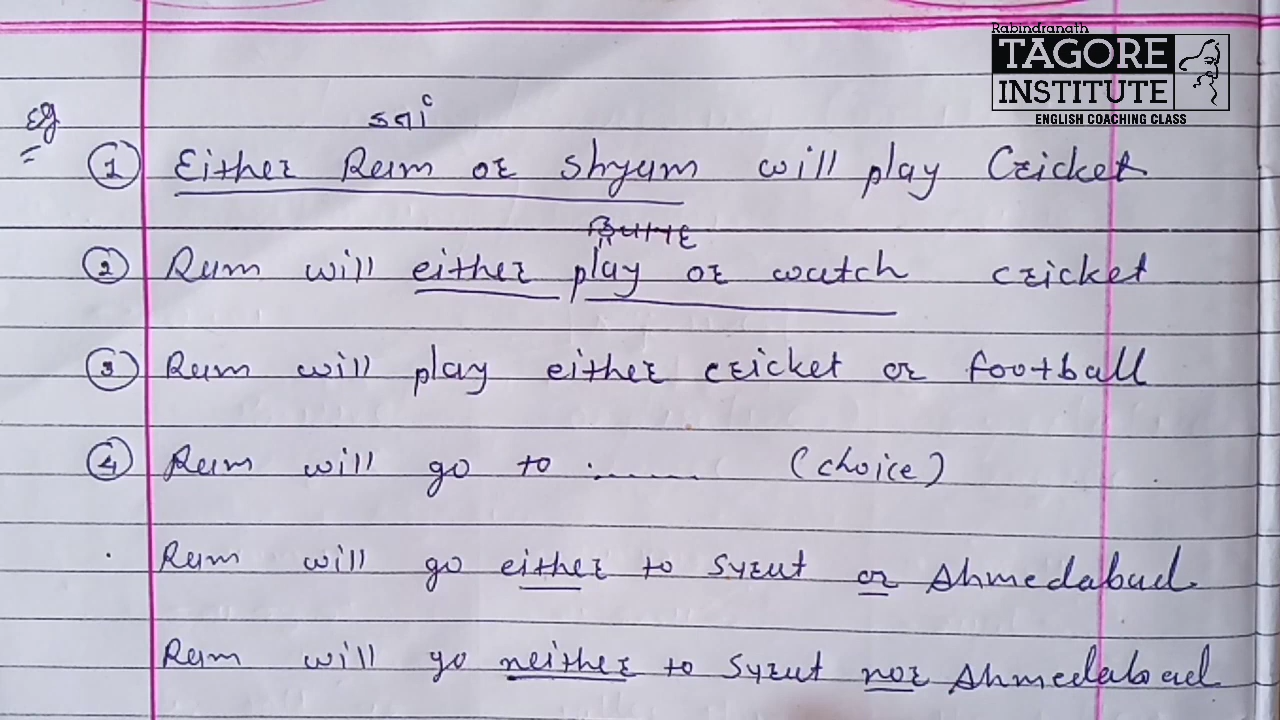 Rabindranath
TAGORE
INSTITUTE
ENGLISH COACHING CLASS
eg
કર્તા
① Either Ram or Shyam will play Cricket
② Ram will either play or watch cricket
③ Ram will play either cricket or football
④ Ram will go to ........ (choice)
. Ram will go either to Surat or Ahmedabad.
Ram will go neither to Surat nor Ahmedabad.